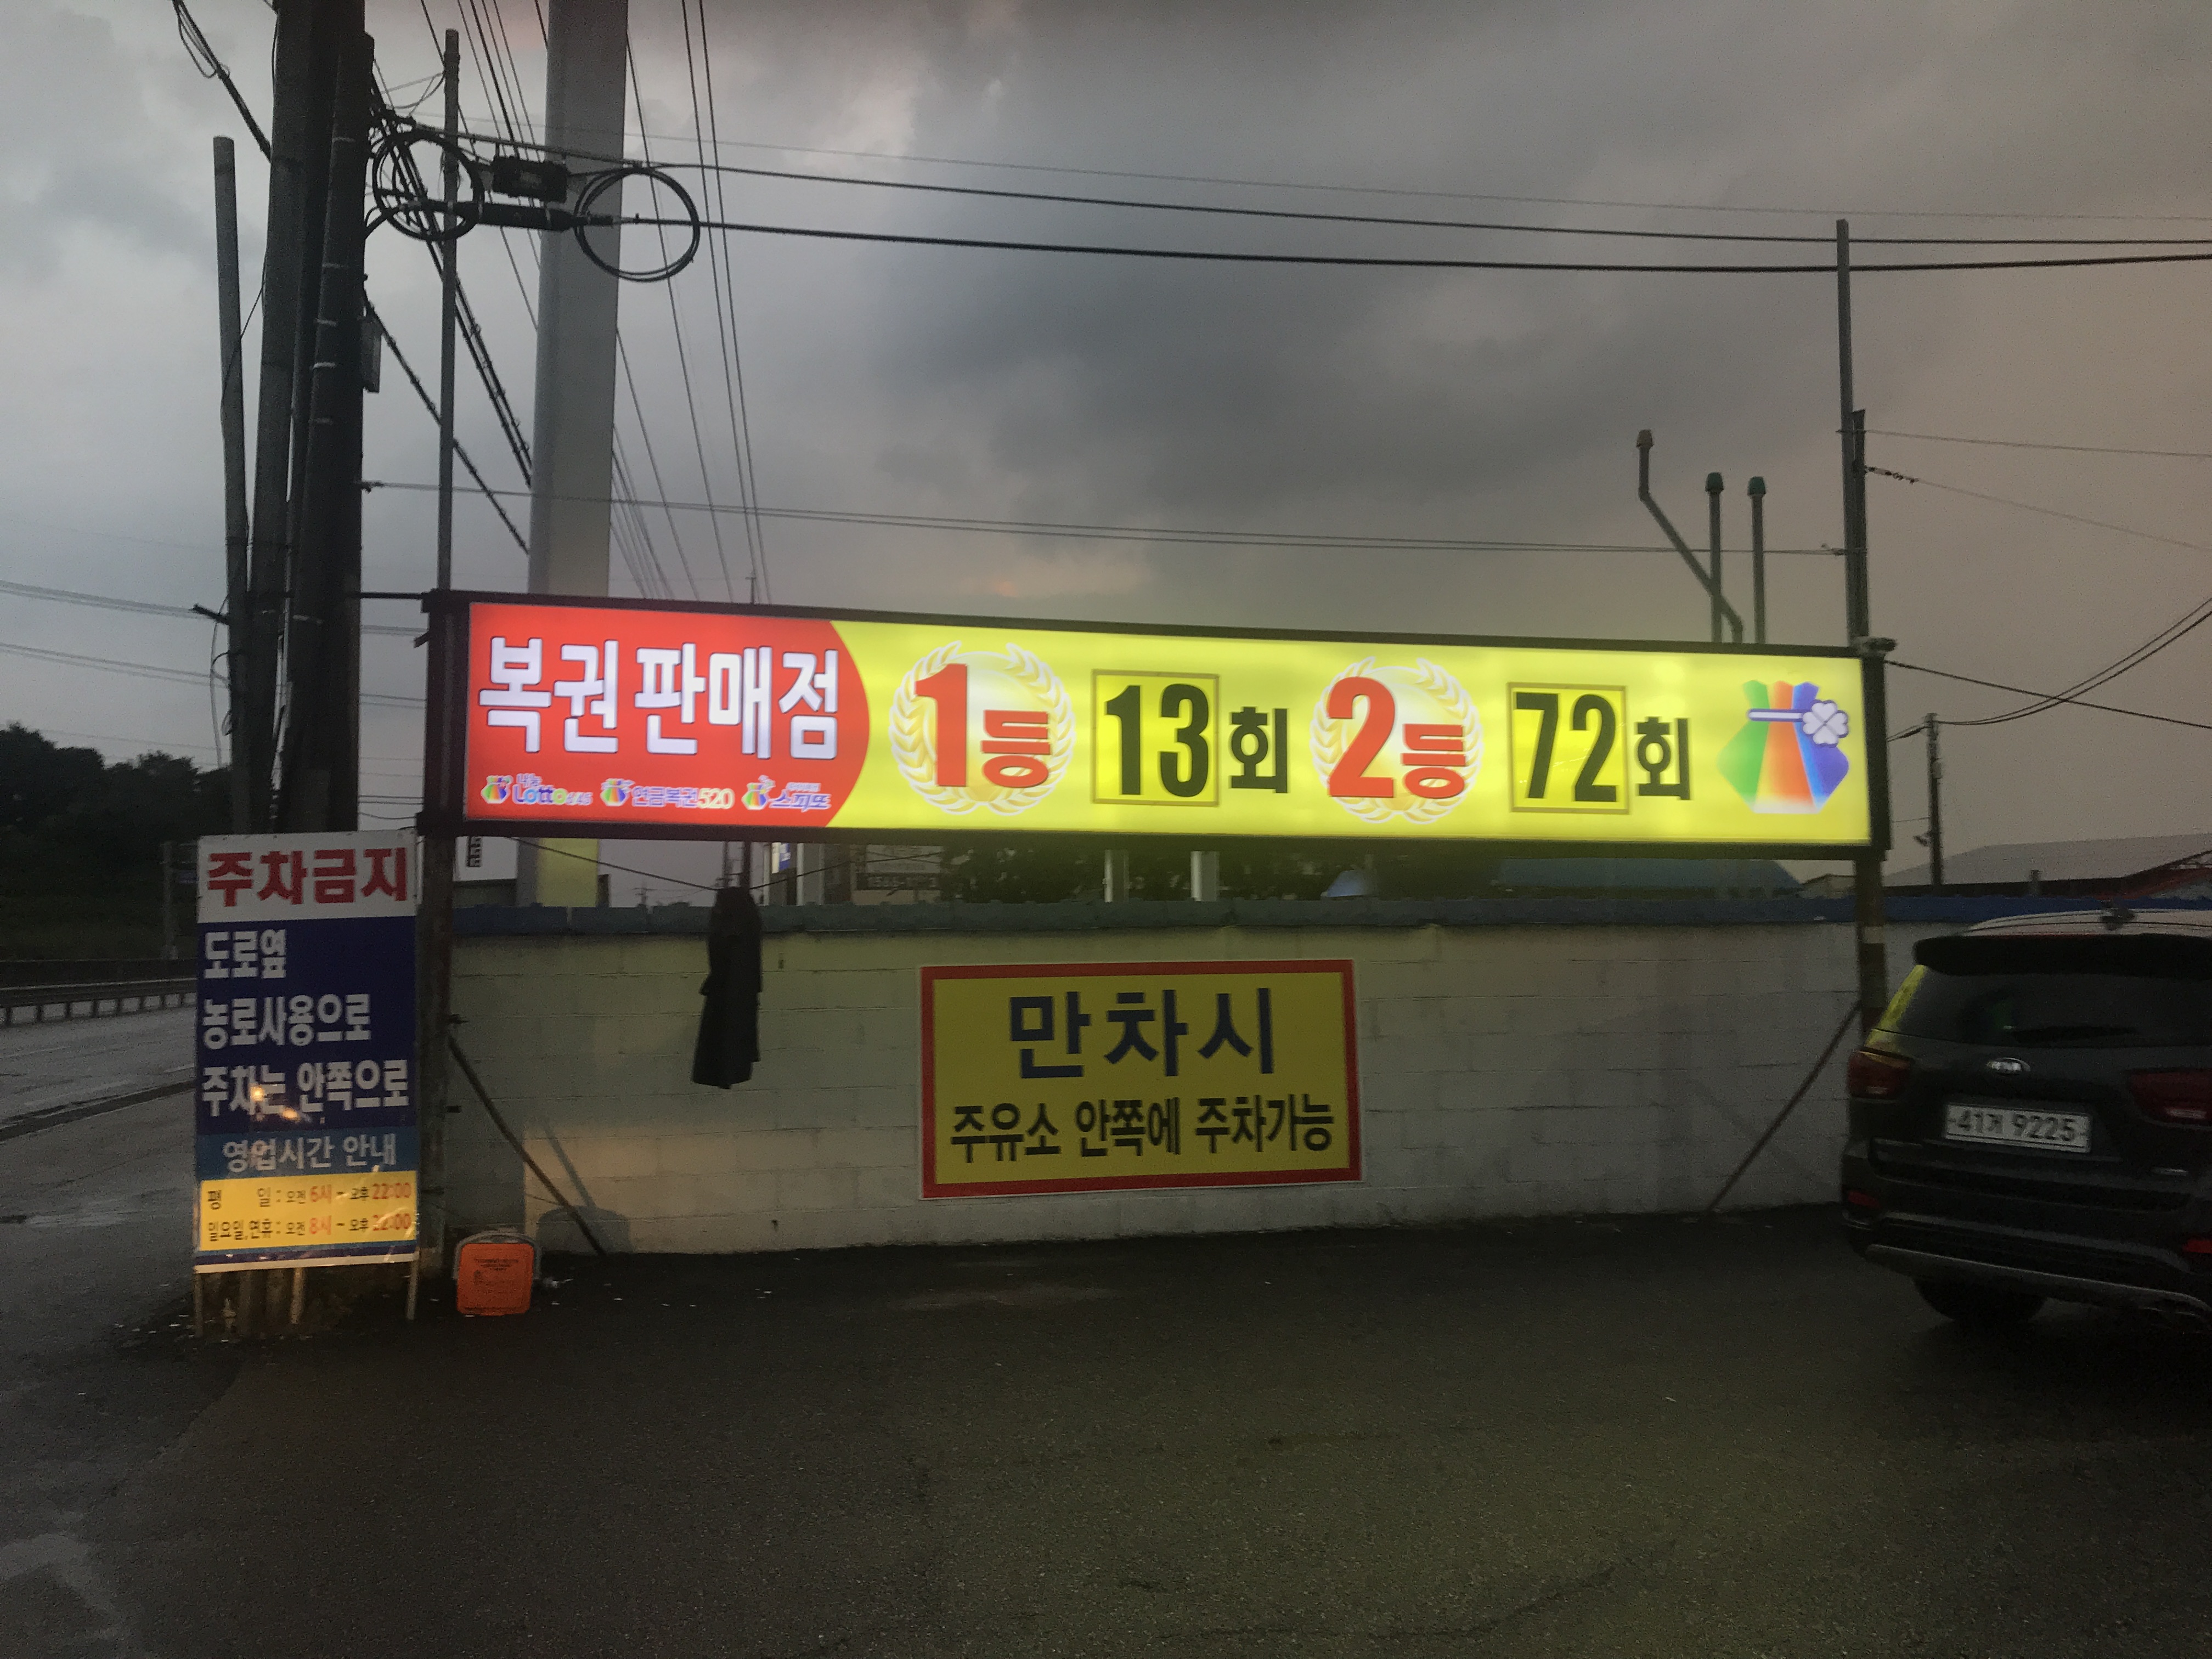 복권판매점 1등 13회 2등 72회
Lotto 연금복권520 스피또
주차금지
도로옆
농로사용으로
주차는 안쪽으로
영업시간 안내
평 일 : 오전 6시 ~ 오후 22:00
일요일,연휴 : 오전 8시 ~ 오후 22:00
만차시
주유소 안쪽에 주차가능
9225